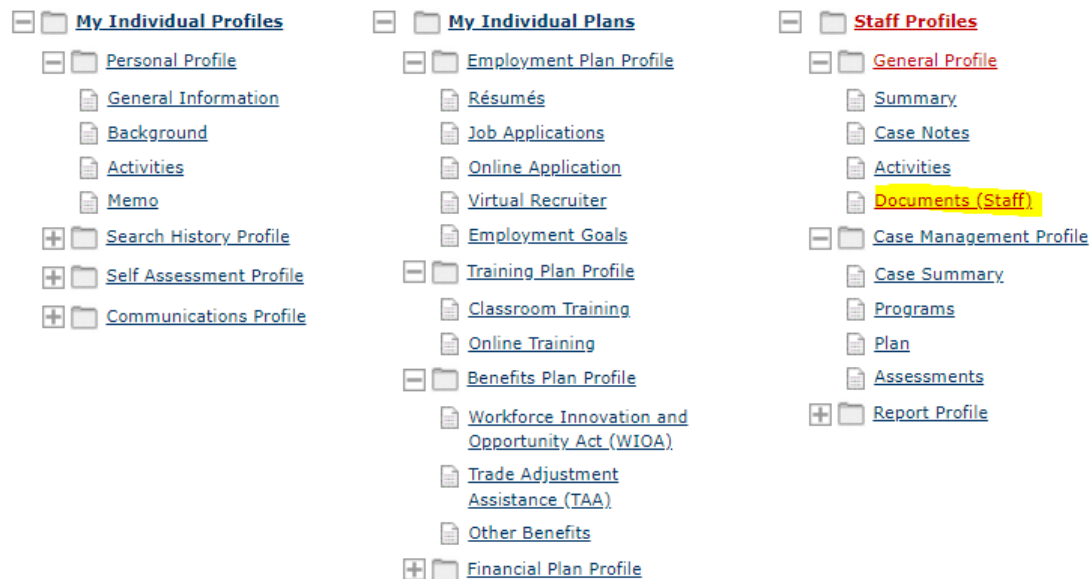 My Individual Profiles
Personal Profile
General Information
Background
Activities
Memo
Search History Profile
Self Assessment Profile
Communications Profile
My Individual Plans
Employment Plan Profile
Résumés
Job Applications
Online Application
Virtual Recruiter
Employment Goals
Training Plan Profile
Classroom Training
Online Training
Benefits Plan Profile
Workforce Innovation and
Opportunity Act (WIOA)
Trade Adjustment
Assistance (TAA)
Other Benefits
Financial Plan Profile
Staff Profiles
General Profile
Summary
Case Notes
Activities
Documents (Staff)
Case Management Profile
Case Summary
Programs
Plan
Assessments
Report Profile